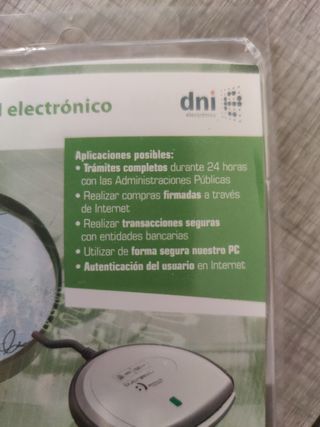 l electrónico
dni
electrónico
Aplicaciones posibles:
• Trámites completos durante 24 horas
con las Administraciones Públicas
• Realizar compras firmadas a través
de Internet
• Realizar transacciones seguras
con entidades bancarias
• Utilizar de forma segura nuestro PC
• Autenticación del usuario en Internet